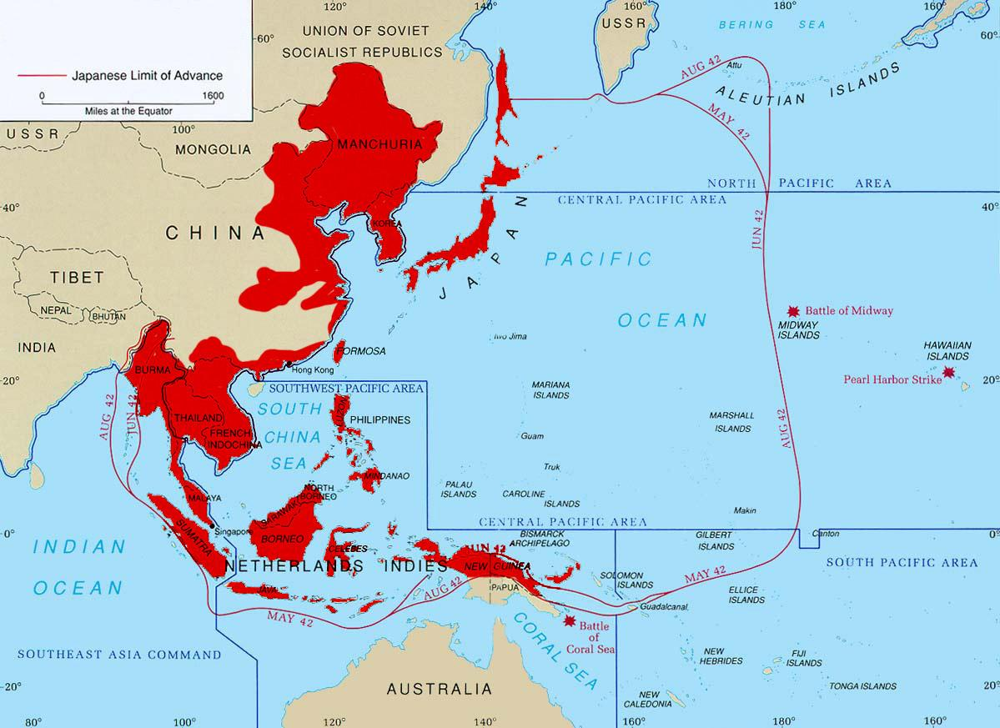 120°
140°
160°
180°
160°
60°
60°
UNION OF SOVIET
SOCIALIST REPUBLICS
USSR
BERING SEA
AUG 42
Attu
ALEUTIAN ISLANDS
MAY 42
Japanese Limit of Advance
0
1600
Miles at the Equator
USSR
100°
MONGOLIA
MANCHURIA
NORTH PACIFIC AREA
CENTRAL PACIFIC AREA
40°
40°
JUN 42
CHINA
KOREA
JAPAN
PACIFIC
OCEAN
TIBET
NEPAL
BHUTAN
INDIA
Battle of Midway
MIDWAY
ISLANDS
Iwo Jima
HAWAIIAN
ISLANDS
Pearl Harbor Strike
FORMOSA
BURMA
Hong Kong
20°
20°
SOUTHWEST PACIFIC AREA
MARIANA
ISLANDS
AUG 42
JUN 42
THAILAND
FRENCH
INDOCHINA
SOUTH
CHINA
SEA
LUZON
PHILIPPINES
Guam
MARSHALL
ISLANDS
AUG 42
MINDANAO
Truk
PALAU
ISLANDS
CAROLINE
ISLANDS
MALAYA
NORTH
BORNEO
SARAWAK
Makin
Singapore
SUMATRA
BORNEO
CELEBES
CENTRAL PACIFIC AREA
0°
0°
BISMARCK
ARCHIPELAGO
GILBERT
ISLANDS
Canton
INDIAN
OCEAN
NETHERLANDS INDIES
JUN 42
NEW GUINEA
PAPUA
SOUTH PACIFIC AREA
JAVA
AUG 42
SOLOMON
ISLANDS
MAY 42
ELLICE
ISLANDS
Guadalcanal
MAY 42
Battle
of
Coral Sea
CORAL SEA
SOUTHEAST ASIA COMMAND
NEW
HEBRIDES
FIJI
ISLANDS
20°
20°
AUSTRALIA
NEW
CALEDONIA
TONGA ISLANDS
80°
100°
120°
140°
160°
180°
160°